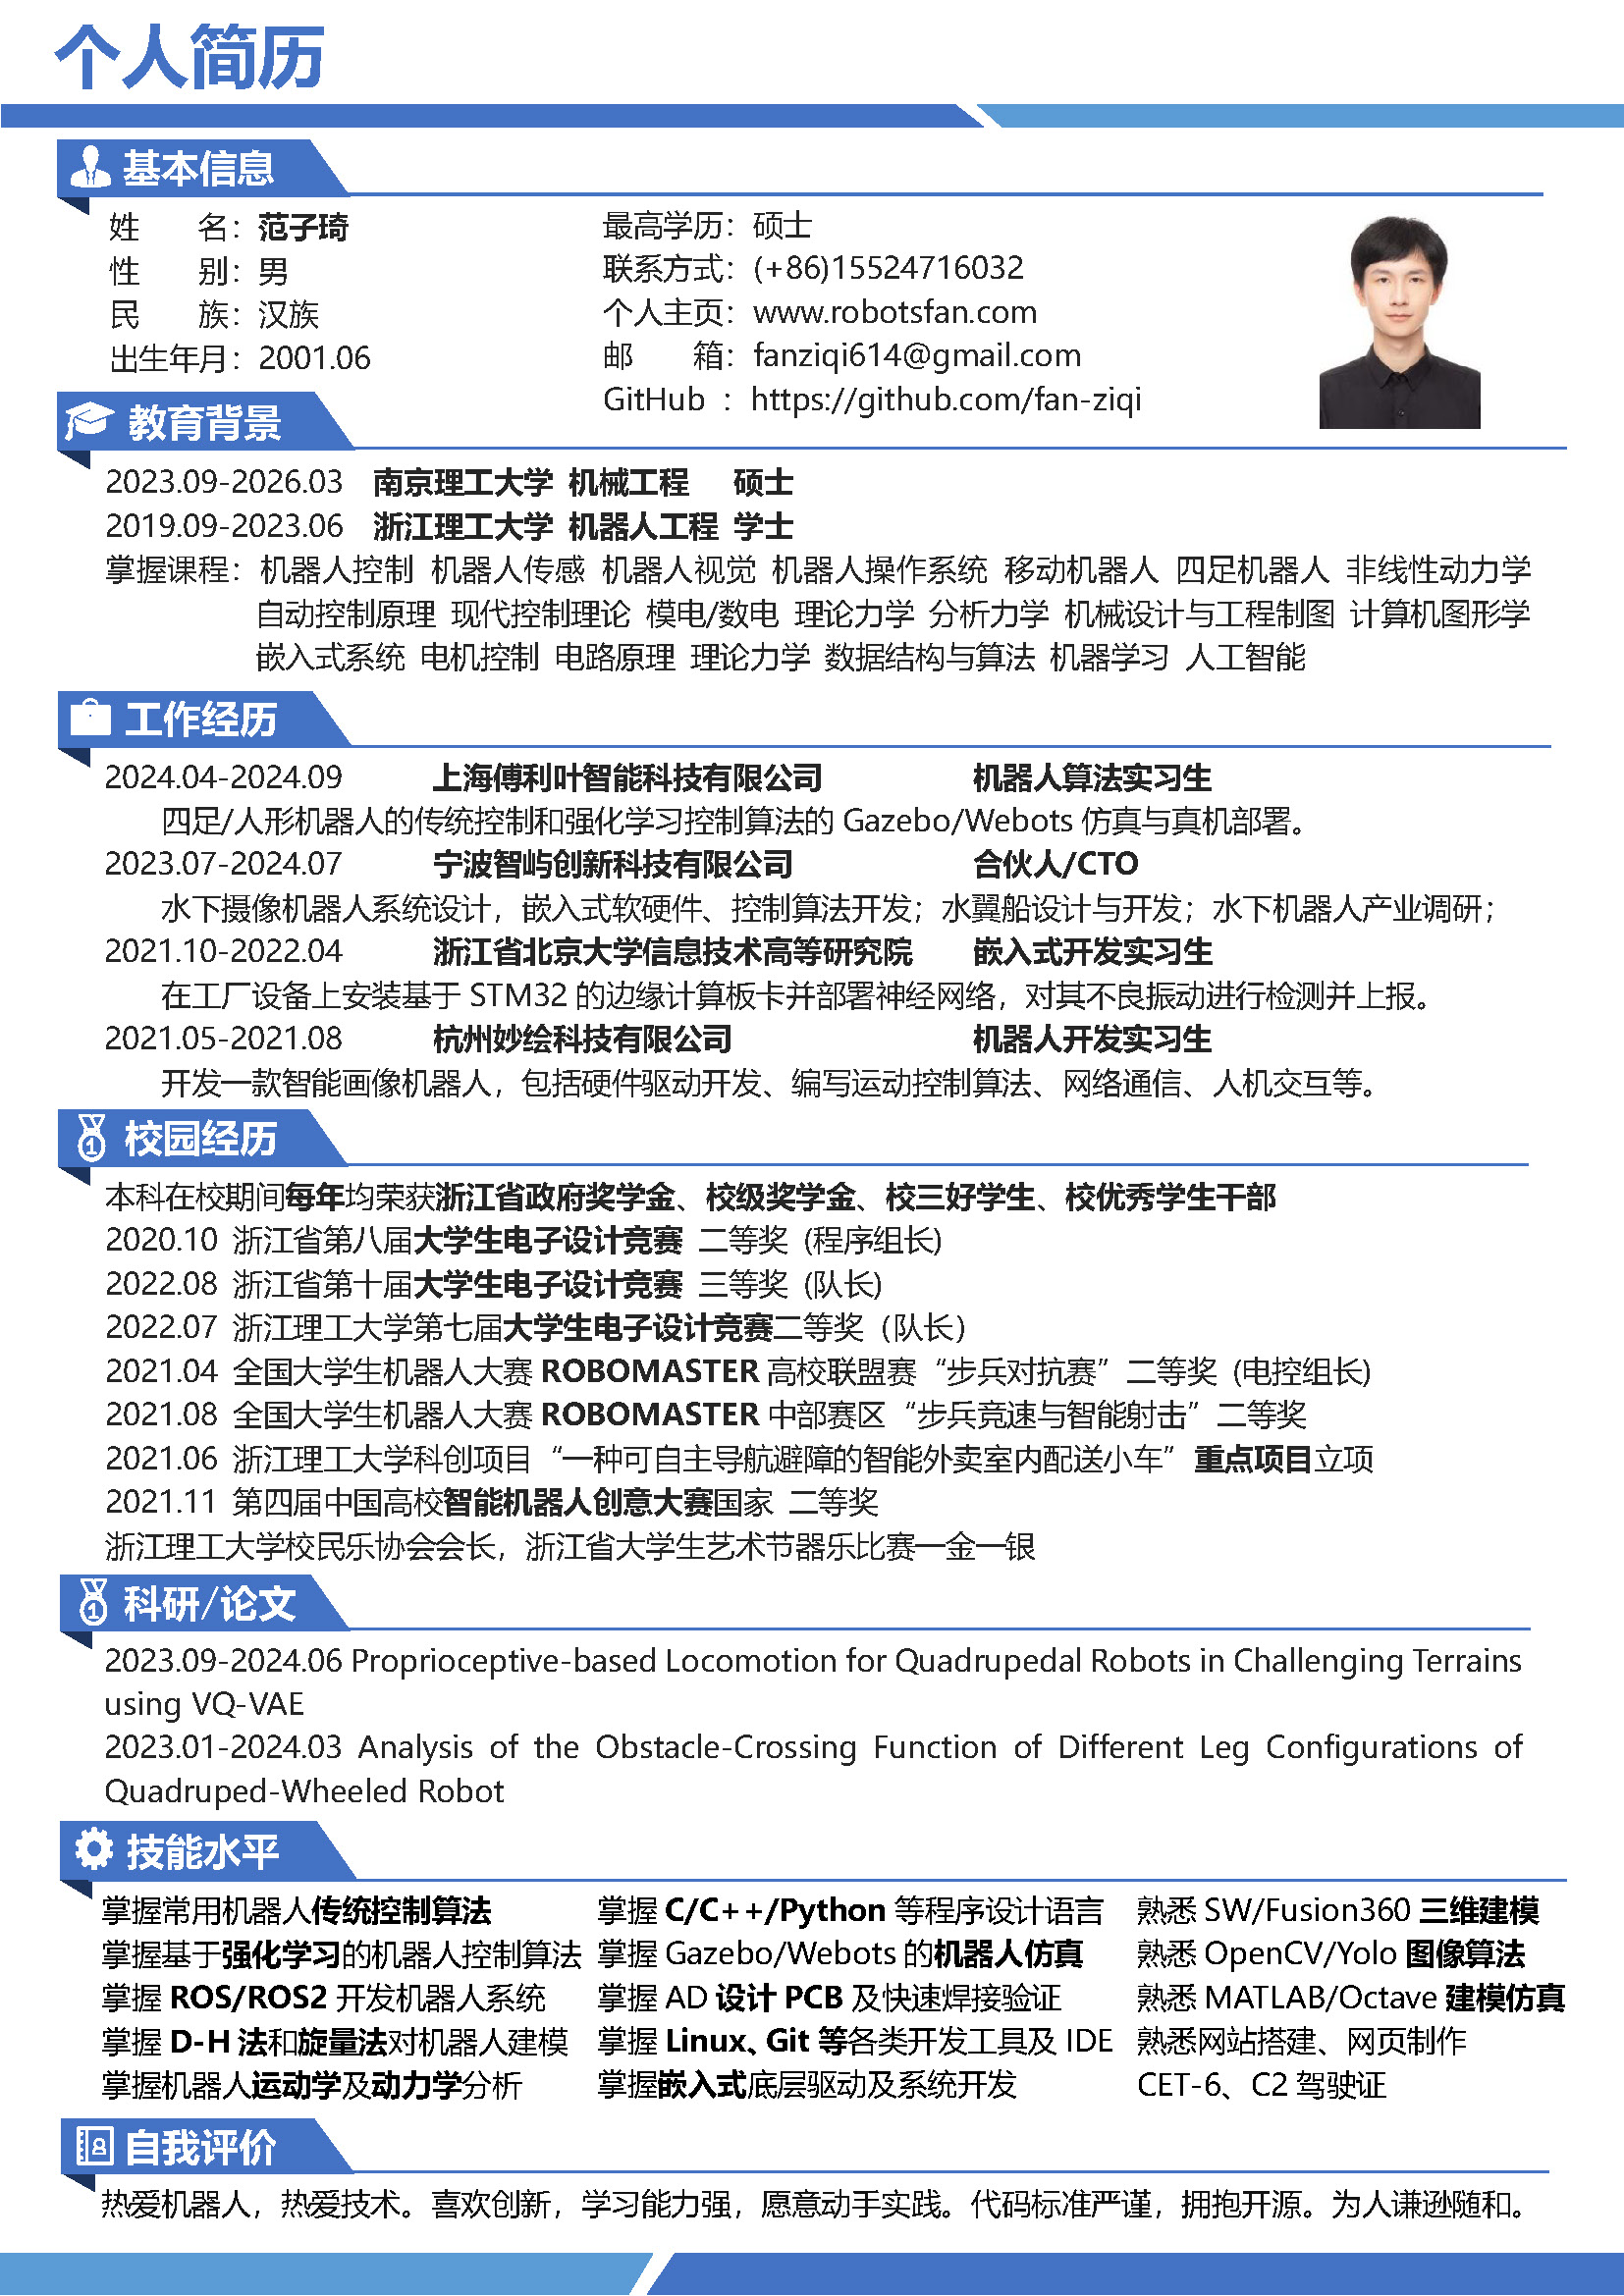 个人简历
基本信息
姓 名：范子琦
性 别：男
民 族：汉族
出生年月：2001.06
最高学历：硕士
联系方式：(+86)15524716032
个人主页：www.robotsfan.com
邮 箱：fanziqi614@gmail.com
GitHub ：https://github.com/fan-ziqi
教育背景
2023.09-2026.03 南京理工大学 机械工程 硕士
2019.09-2023.06 浙江理工大学 机器人工程 学士
掌握课程：机器人控制 机器人传感 机器人视觉 机器人操作系统 移动机器人 四足机器人 非线性动力学
自动控制原理 现代控制理论 模电/数电 理论力学 分析力学 机械设计与工程制图 计算机图形学
嵌入式系统 电机控制 电路原理 理论力学 数据结构与算法 机器学习 人工智能
工作经历
2024.04-2024.09 上海傅利叶智能科技有限公司 机器人算法实习生
四足/人形机器人的传统控制和强化学习控制算法的 Gazebo/Webots 仿真与真机部署。
2023.07-2024.07 宁波智屿创新科技有限公司 合伙人/CTO
水下摄像机器人系统设计，嵌入式软硬件、控制算法开发；水翼船设计与开发；水下机器人产业调研；
2021.10-2022.04 浙江省北京大学信息技术高等研究院 嵌入式开发实习生
在工厂设备上安装基于 STM32 的边缘计算板卡并部署神经网络，对其不良振动进行检测并上报。
2021.05-2021.08 杭州妙绘科技有限公司 机器人开发实习生
开发一款智能画像机器人，包括硬件驱动开发、编写运动控制算法、网络通信、人机交互等。
校园经历
本科在校期间每年均荣获浙江省政府奖学金、校级奖学金、校三好学生、校优秀学生干部
2020.10 浙江省第八届大学生电子设计竞赛 二等奖 (程序组长)
2022.08 浙江省第十届大学生电子设计竞赛 三等奖 (队长)
2022.07 浙江理工大学第七届大学生电子设计竞赛二等奖（队长）
2021.04 全国大学生机器人大赛 ROBOMASTER 高校联盟赛“步兵对抗赛”二等奖 (电控组长)
2021.08 全国大学生机器人大赛 ROBOMASTER 中部赛区“步兵竞速与智能射击”二等奖
2021.06 浙江理工大学科创项目“一种可自主导航避障的智能外卖室内配送小车”重点项目立项
2021.11 第四届中国高校智能机器人创意大赛国家 二等奖
浙江理工大学校民乐协会会长，浙江省大学生艺术节器乐比赛一金一银
科研/论文
2023.09-2024.06 Proprioceptive-based Locomotion for Quadrupedal Robots in Challenging Terrains
using VQ-VAE
2023.01-2024.03 Analysis of the Obstacle-Crossing Function of Different Leg Configurations of
Quadruped-Wheeled Robot
技能水平
掌握常用机器人传统控制算法
掌握基于强化学习的机器人控制算法
掌握 ROS/ROS2 开发机器人系统
掌握 D-H 法和旋量法对机器人建模
掌握机器人运动学及动力学分析
掌握 C/C++/Python 等程序设计语言
掌握 Gazebo/Webots 的机器人仿真
掌握 AD 设计 PCB 及快速焊接验证
掌握 Linux、Git 等各类开发工具及 IDE
掌握嵌入式底层驱动及系统开发
熟悉 SW/Fusion360 三维建模
熟悉 OpenCV/Yolo 图像算法
熟悉 MATLAB/Octave 建模仿真
熟悉网站搭建、网页制作
CET-6、C2 驾驶证
自我评价
热爱机器人，热爱技术。喜欢创新，学习能力强，愿意动手实践。代码标准严谨，拥抱开源。为人谦逊随和。